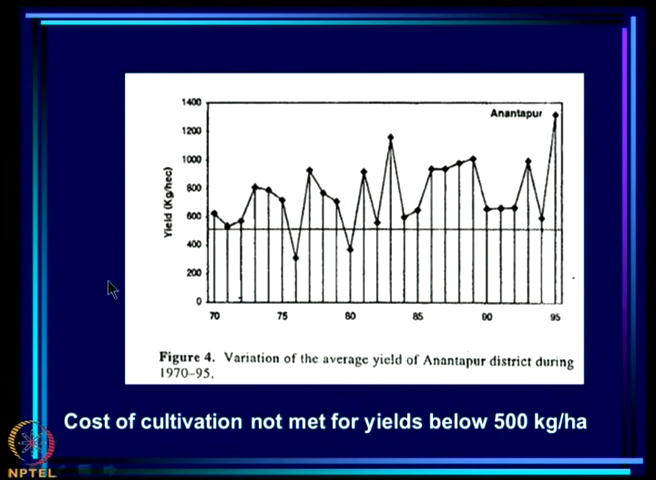 1400
Anantapur
1200
1000
800
600
400
200
0
Yield (Kg/hec)
70 75 80 85 90 95
Figure 4. Variation of the average yield of Anantapur district during
1970–95.
Cost of cultivation not met for yields below 500 kg/ha
NPTEL